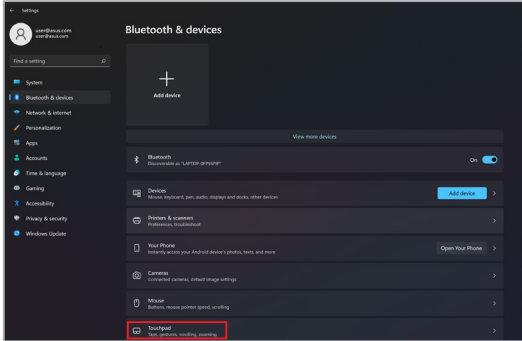 Settings
user@asus.com
user@asus.com
Find a setting
System
Bluetooth & devices
Network & internet
Personalization
Apps
Accounts
Time & language
Gaming
Accessibility
Privacy & security
Windows Update
Bluetooth & devices
Add device
View more devices
Bluetooth
On
Devices
Mouse, keyboard, pen, audio, displays and docks, other devices
Add device
Printers & scanners
Preferences, troubleshoot
Your Phone
Instantly access your Android device's photos, texts, and more
Open Your Phone
Cameras
Connected cameras, default image settings
Mouse
Buttons, mouse pointer speed, scrolling
Touchpad
Taps, gestures, scrolling, zooming